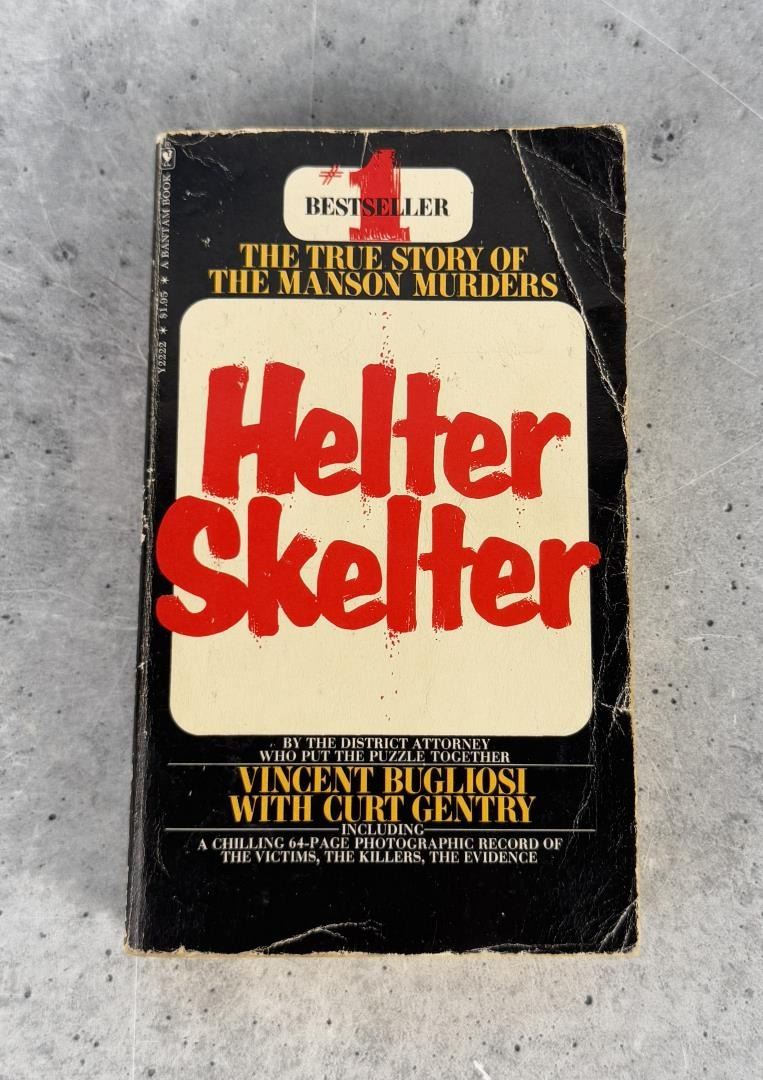 #1
BESTSELLER
THE TRUE STORY OF
THE MANSON MURDERS
Helter
Skelter
BY THE DISTRICT ATTORNEY
WHO PUT THE PUZZLE TOGETHER
VINCENT BUGLIOSI
WITH CURT GENTRY
INCLUDING
A CHILLING 64-PAGE PHOTOGRAPHIC RECORD OF
THE VICTIMS, THE KILLERS, THE EVIDENCE
Y2222 * $1.95 * A BANTAM BOOK